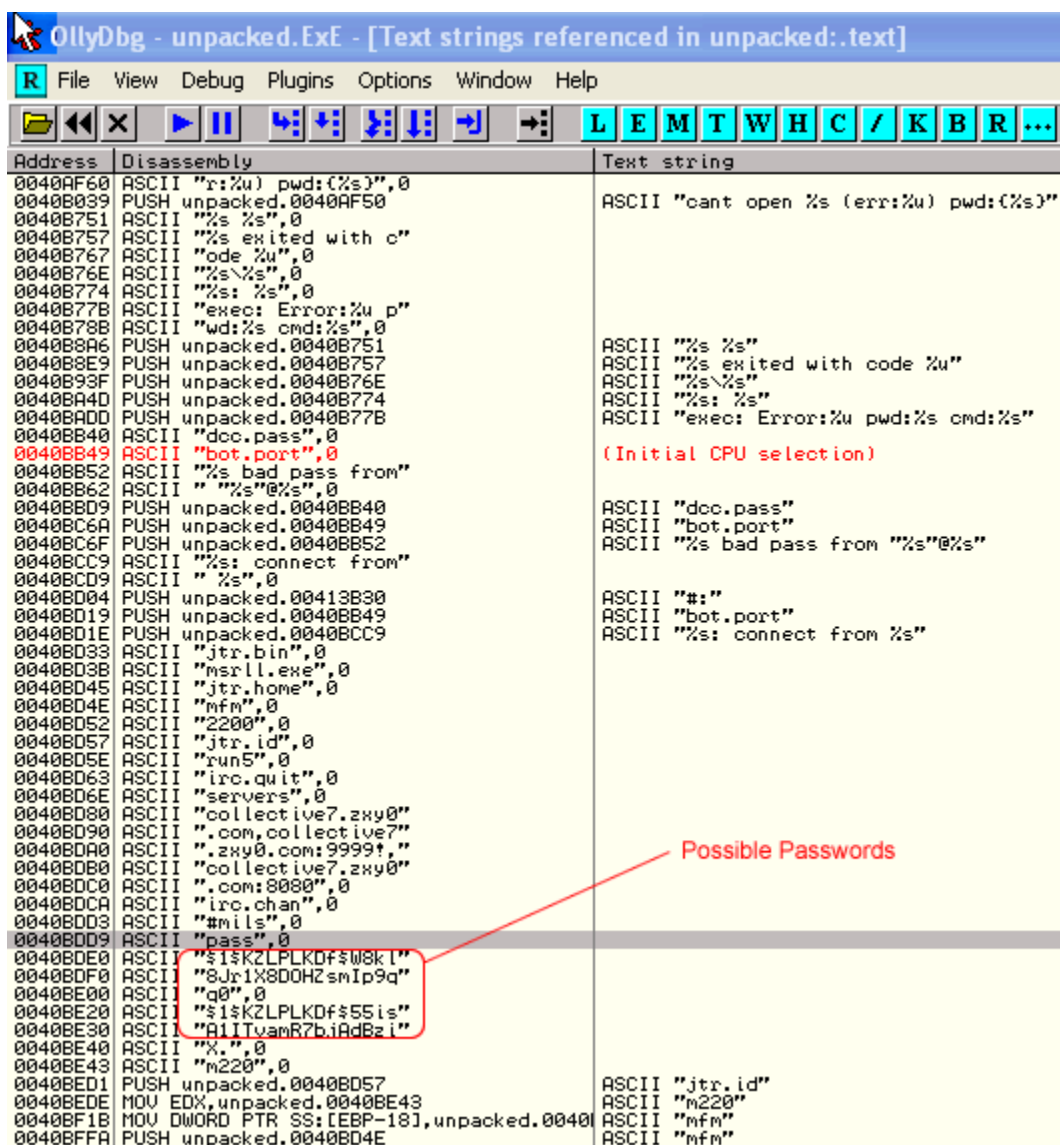 OllyDbg - unpacked.ExE - [Text strings referenced in unpacked:.text]
R File View Debug Plugins Options Window Help
L E M T W H C / K B R ...
Address Disassembly Text string
0040AF60 ASCII "r:%u) pwd:{%s}",0
0040B039 PUSH unpacked.0040AF50 ASCII "cant open %s (err:%u) pwd:{%s}"
0040B751 ASCII "%s %s",0
0040B757 ASCII "%s exited with c"
0040B767 ASCII "ode %u",0
0040B76E ASCII "%s\%s",0
0040B774 ASCII "%s: %s",0
0040B77B ASCII "exec: Error:%u p"
0040B78B ASCII "wd:%s cmd:%s",0
0040B8A6 PUSH unpacked.0040B751 ASCII "%s %s"
0040B8E9 PUSH unpacked.0040B757 ASCII "%s exited with code %u"
0040B93F PUSH unpacked.0040B76E ASCII "%s\%s"
0040BA4D PUSH unpacked.0040B774 ASCII "%s: %s"
0040BADD PUSH unpacked.0040B77B ASCII "exec: Error:%u pwd:%s cmd:%s"
0040BB40 ASCII "dcc.pass",0
0040BB49 ASCII "bot.port",0 (Initial CPU selection)
0040BB52 ASCII "%s bad pass from"
0040BB62 ASCII " "%s"@%s",0
0040BBD9 PUSH unpacked.0040BB40 ASCII "dcc.pass"
0040BC6A PUSH unpacked.0040BB49 ASCII "bot.port"
0040BC6F PUSH unpacked.0040BB52 ASCII "%s bad pass from "%s"@%s"
0040BCC9 ASCII "%s: connect from"
0040BCD9 ASCII " %s",0
0040BD04 PUSH unpacked.00413B30 ASCII "#:"
0040BD19 PUSH unpacked.0040BB49 ASCII "bot.port"
0040BD1E PUSH unpacked.0040BCC9 ASCII "%s: connect from %s"
0040BD33 ASCII "jtr.bin",0
0040BD3B ASCII "msrll.exe",0
0040BD45 ASCII "jtr.home",0
0040BD4E ASCII "mfm",0
0040BD52 ASCII "2200",0
0040BD57 ASCII "jtr.id",0
0040BD5E ASCII "run5",0
0040BD63 ASCII "irc.quit",0
0040BD6E ASCII "servers",0
0040BD80 ASCII "collective7.zxy0"
0040BD90 ASCII ".com,collective7"
0040BDA0 ASCII ".zxy0.com:9999!,"
0040BDB0 ASCII "collective7.zxy0"
0040BDC0 ASCII ".com:8080",0
0040BDCA ASCII "irc.chan",0
0040BDD3 ASCII "#mils",0
0040BDD9 ASCII "pass",0
0040BDE0 ASCII "$1$KZLPLKDf$W8kl"
0040BDF0 ASCII "8Jr1X8DOHZsmIp9q"
0040BE00 ASCII "q0",0
0040BE20 ASCII "$1$KZLPLKDf$55is"
0040BE30 ASCII "A1ITvamR7bjAdBzi"
0040BE40 ASCII "X.",0
0040BE43 ASCII "m220",0
0040BED1 PUSH unpacked.0040BD57 ASCII "jtr.id"
0040BEDE MOV EDX,unpacked.0040BE43 ASCII "m220"
0040BF1B MOV DWORD PTR SS:[EBP-18],unpacked.0040 ASCII "mfm"
0040BFFA PUSH unpacked.0040BD4E ASCII "mfm"
Possible Passwords